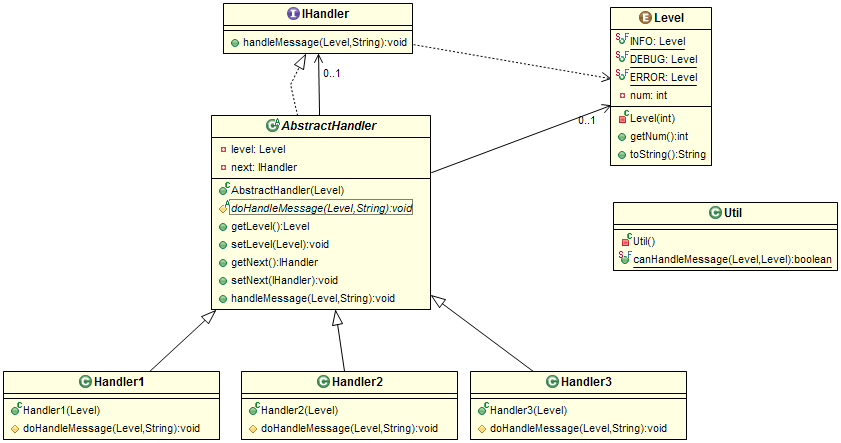 IHandler
handleMessage(Level,String):void
Level
INFO: Level
DEBUG: Level
ERROR: Level
num: int
Level(int)
getNum():int
toString():String
0..1
0..1
AbstractHandler
level: Level
next: IHandler
AbstractHandler(Level)
doHandleMessage(Level,String):void
getLevel():Level
setLevel(Level):void
getNext():IHandler
setNext(IHandler):void
handleMessage(Level,String):void
Util
Util()
canHandleMessage(Level,Level):boolean
Handler1
Handler1(Level)
doHandleMessage(Level,String):void
Handler2
Handler2(Level)
doHandleMessage(Level,String):void
Handler3
Handler3(Level)
doHandleMessage(Level,String):void